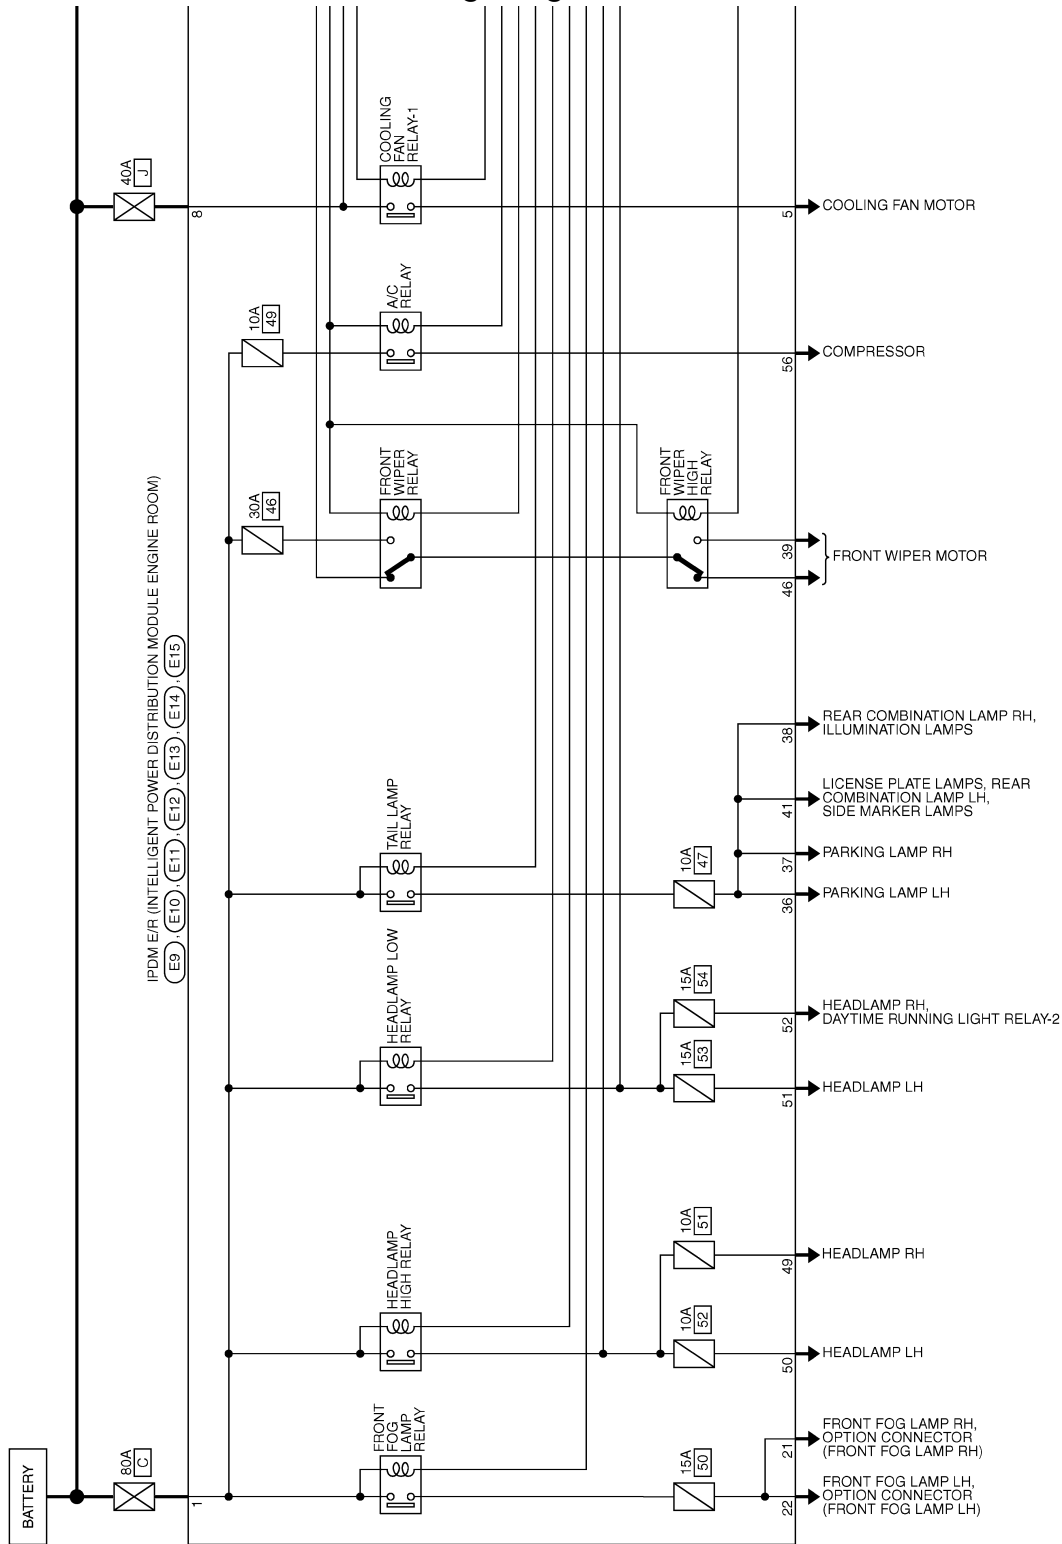 40A
J
8
COOLING
FAN
RELAY-1
5
COOLING FAN MOTOR
10A
49
A/C
RELAY
56
COMPRESSOR
IPDM E/R (INTELLIGENT POWER DISTRIBUTION MODULE ENGINE ROOM)
E9 , E10 , E11 , E12 , E13 , E14 , E15
30A
46
FRONT
WIPER
RELAY
FRONT
WIPER
HIGH
RELAY
39
46
FRONT WIPER MOTOR
38
REAR COMBINATION LAMP RH,
ILLUMINATION LAMPS
TAIL LAMP
RELAY
41
LICENSE PLATE LAMPS, REAR
COMBINATION LAMP LH,
SIDE MARKER LAMPS
10A
47
37
PARKING LAMP RH
36
PARKING LAMP LH
HEADLAMP LOW
RELAY
15A
54
52
HEADLAMP RH,
DAYTIME RUNNING LIGHT RELAY-2
15A
53
51
HEADLAMP LH
HEADLAMP
HIGH RELAY
10A
51
49
HEADLAMP RH
10A
52
50
HEADLAMP LH
BATTERY
80A
C
1
FRONT
FOG
LAMP
RELAY
15A
50
21
FRONT FOG LAMP RH,
OPTION CONNECTOR
(FRONT FOG LAMP RH)
22
FRONT FOG LAMP LH,
OPTION CONNECTOR
(FRONT FOG LAMP LH)